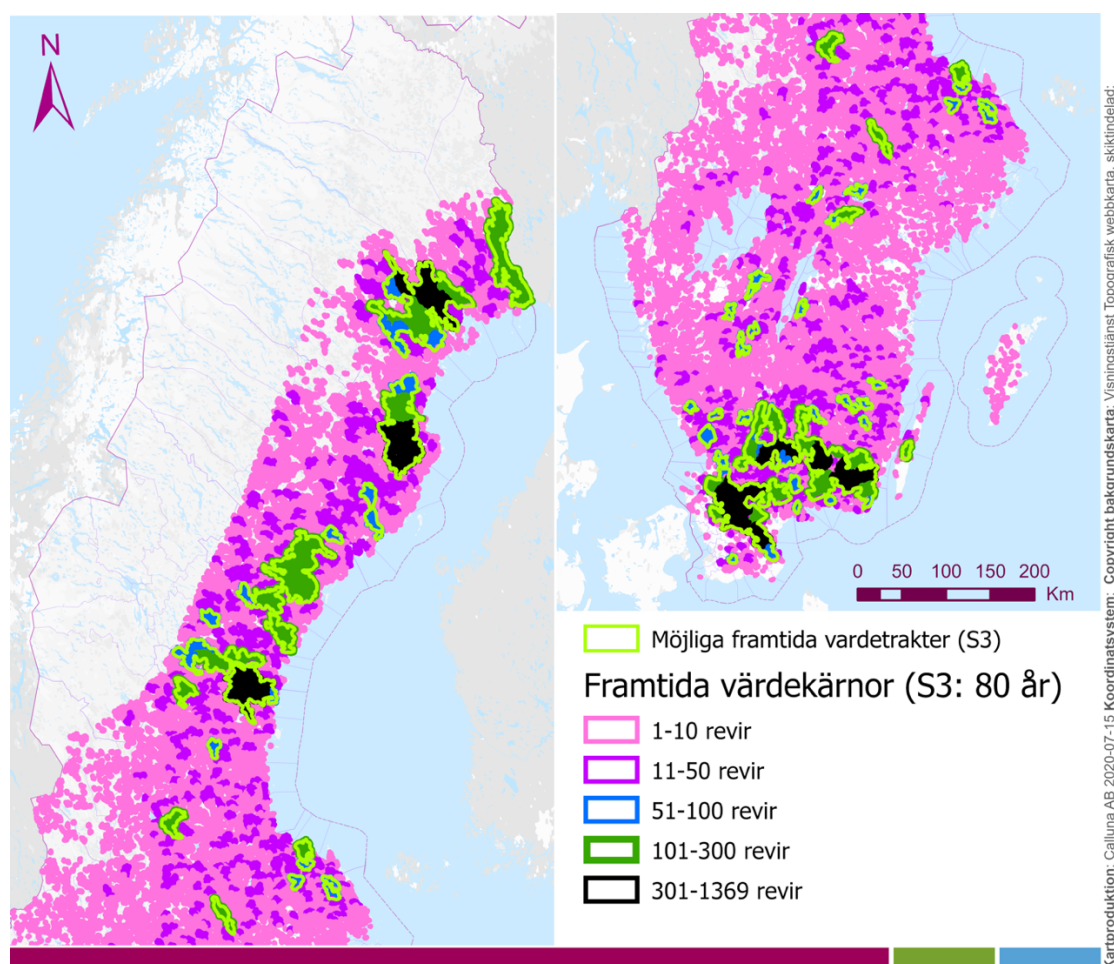 N
0 50 100 150 200
Km
Möjliga framtida vardetrakter (S3)
Framtida värdekärnor (S3: 80 år)
1-10 revir
11-50 revir
51-100 revir
101-300 revir
301-1369 revir
Kartproduktion: Calluna AB 2020-07-15 Koordinatsystem: Copyright bakgrundskarta: Visningstjänst Topografisk webbkarta, skiktindelad: